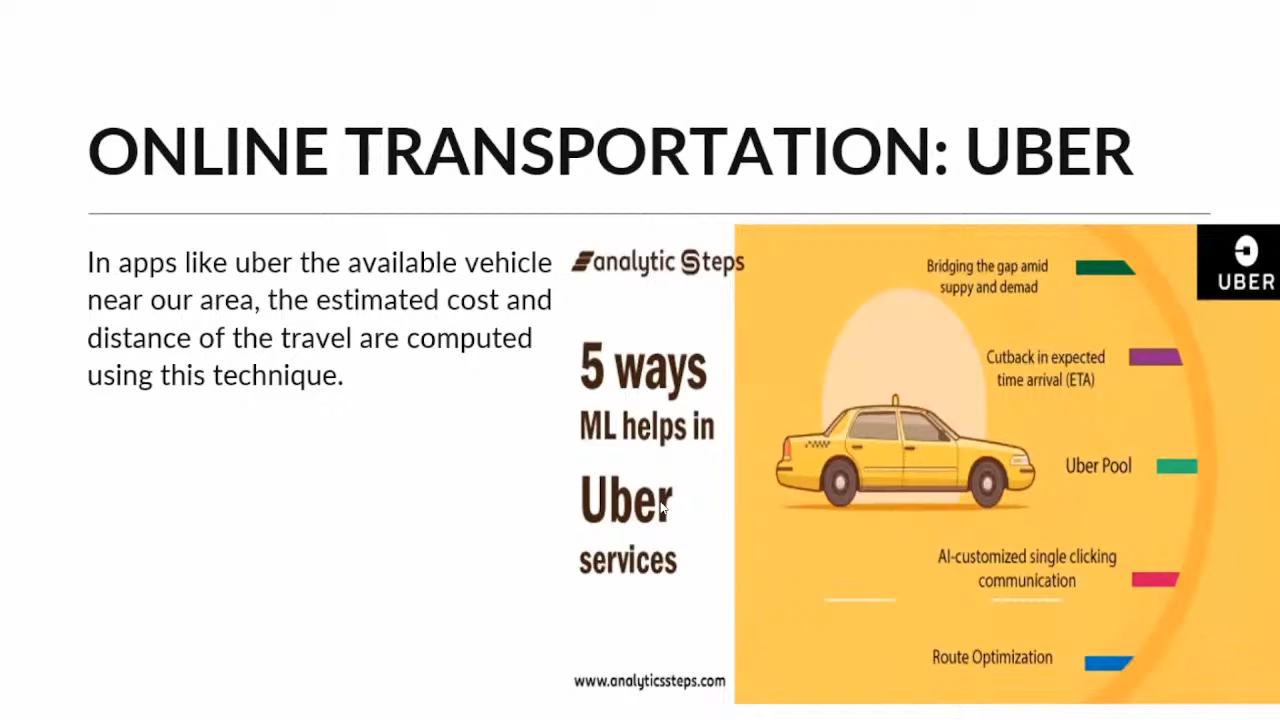 ONLINE TRANSPORTATION: UBER
In apps like uber the available vehicle
near our area, the estimated cost and
distance of the travel are computed
using this technique.
analytic Steps
5 ways
ML helps in
Uber
services
www.analyticssteps.com
Bridging the gap amid
suppy and demad
Cutback in expected
time arrival (ETA)
Uber Pool
AI-customized single clicking
communication
Route Optimization
UBER